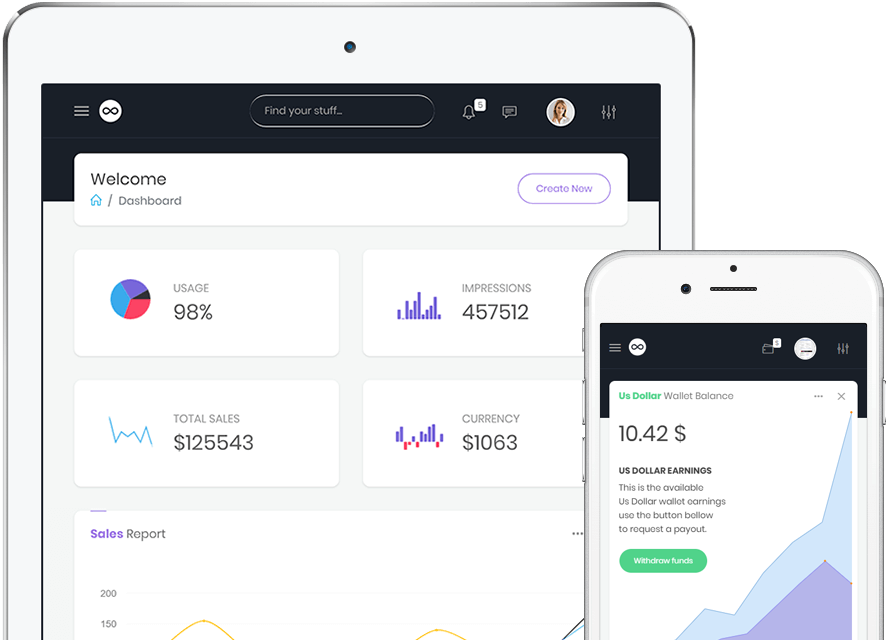 Find your stuff...
5
Welcome
/ Dashboard
Create New
USAGE
98%
IMPRESSIONS
457512
TOTAL SALES
$125543
CURRENCY
$1063
Sales Report
200
150
5
US Dollar Wallet Balance
10.42 $
US DOLLAR EARNINGS
This is the available
Us Dollar wallet earnings
use the button bellow
to request a payout.
Withdraw funds